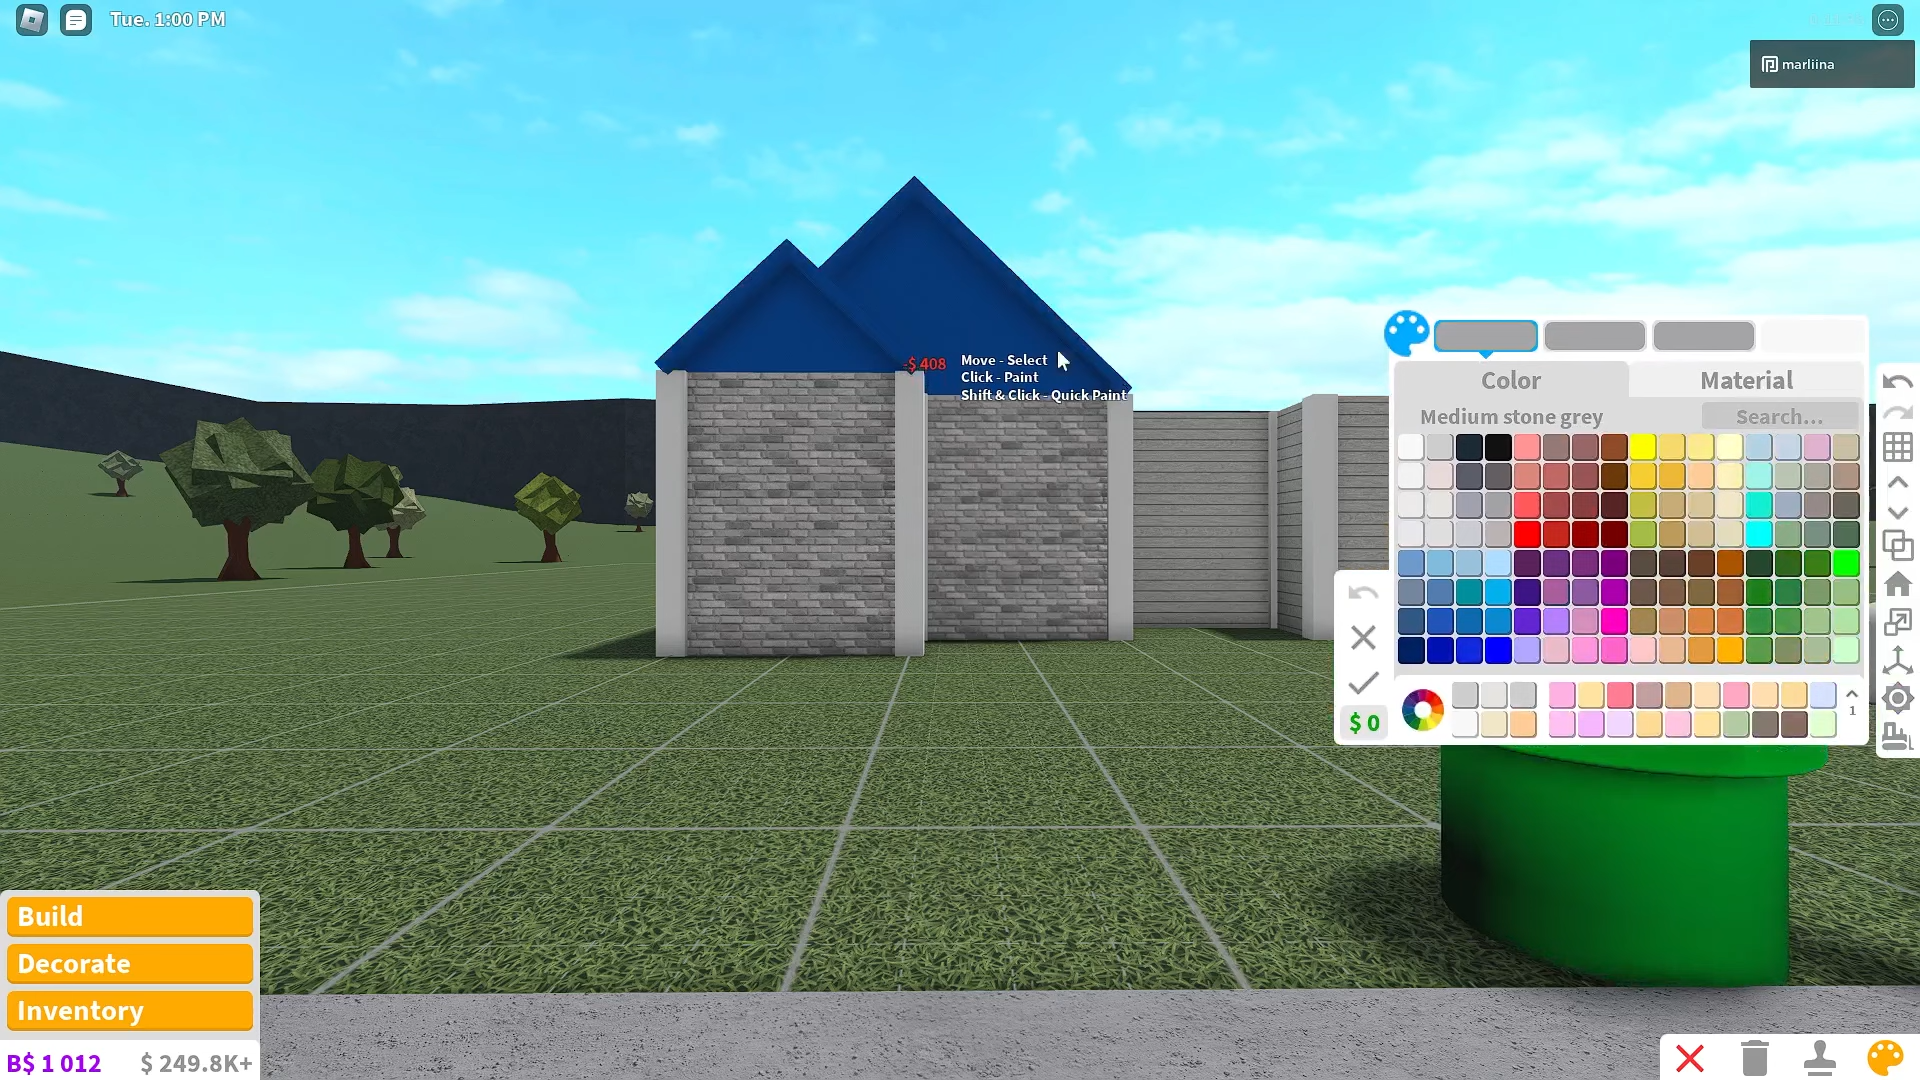 Tue. 1:00 PM
marliina
-$ 408
Move - Select
Click - Paint
Shift & Click - Quick Paint
Color
Material
Medium stone grey
Search...
$ 0
1
Build
Decorate
Inventory
B$ 1 012
$ 249.8K+